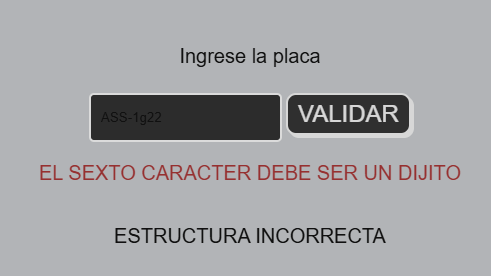 Ingrese la placa
ASS-1g22
VALIDAR
EL SEXTO CARACTER DEBE SER UN DIJITO
ESTRUCTURA INCORRECTA